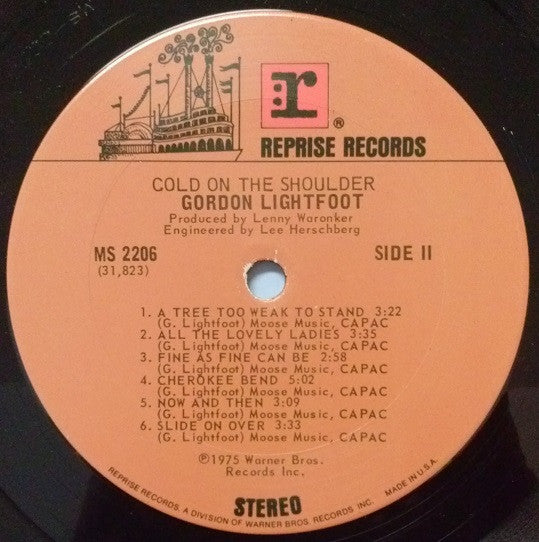 r
®
REPRISE RECORDS
COLD ON THE SHOULDER
GORDON LIGHTFOOT
Produced by Lenny Waronker
Engineered by Lee Herschberg
MS 2206 SIDE II
(31,823)
1. A TREE TOO WEAK TO STAND 3:22
(G. Lightfoot) Moose Music, CAPAC
2. ALL THE LOVELY LADIES 3:35
(G. Lightfoot) Moose Music, CAPAC
3. FINE AS FINE CAN BE 2:58
(G. Lightfoot) Moose Music, CAPAC
4. CHEROKEE BEND 5:02
(G. Lightfoot) Moose Music, CAPAC
5. NOW AND THEN 3:09
(G. Lightfoot) Moose Music, CAPAC
6. SLIDE ON OVER 3:33
(G. Lightfoot) Moose Music, CAPAC
℗1975 Warner Bros.
Records Inc.
STEREO
REPRISE RECORDS, A DIVISION OF WARNER BROS. RECORDS INC. MADE IN U.S.A.